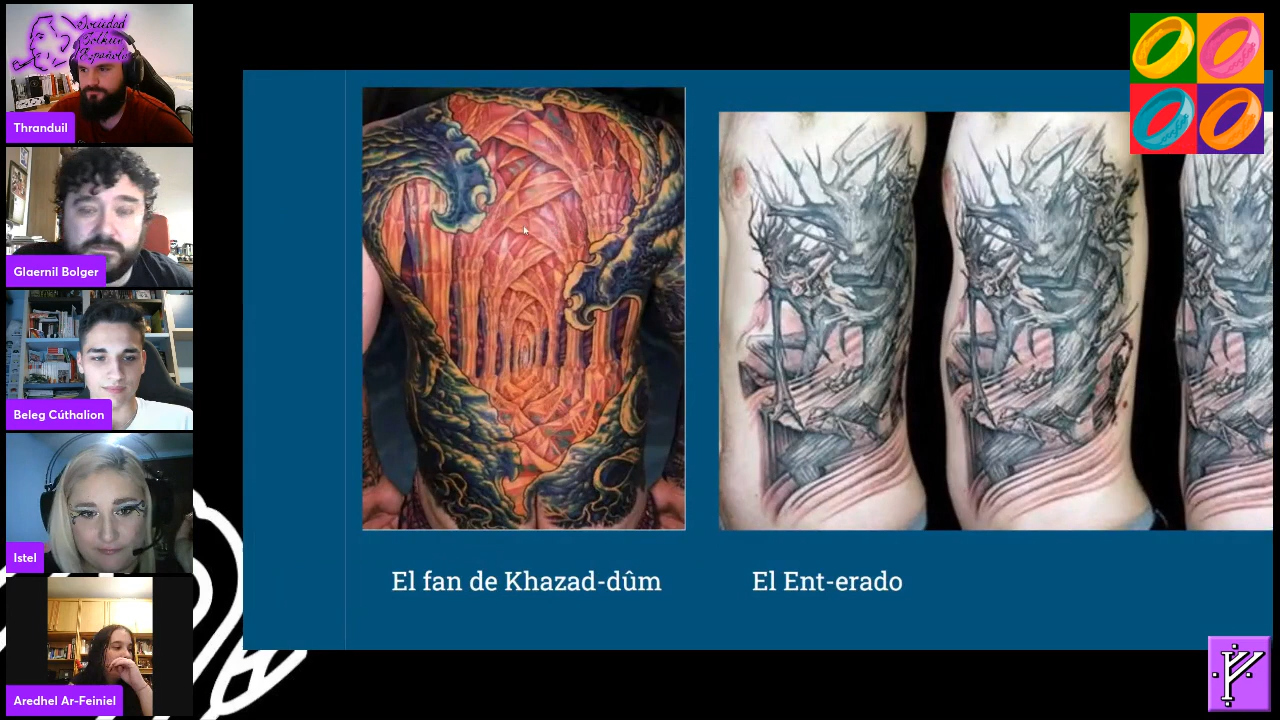 Sociedad
Tolkien
Española
Thranduil
Glaernil Bolger
Beleg Cúthalion
Istel
Aredhel Ar-Feiniel
El fan de Khazad-dûm
El Ent-erado